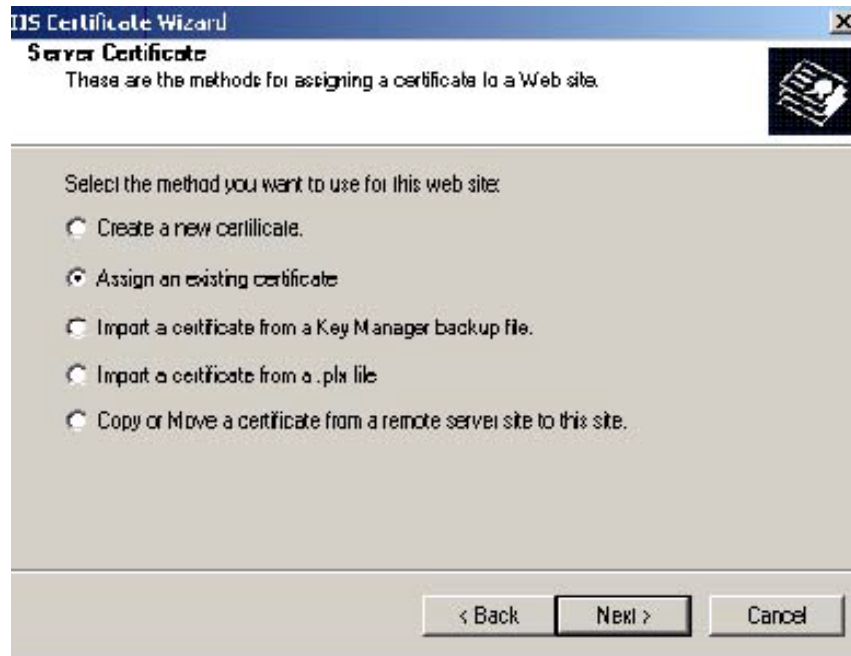 IIS Certificate Wizard
Server Certificate
These are the methods for assigning a certificate to a Web site.
Select the method you want to use for this web site:
Create a new certificate.
Assign an existing certificate
Import a certificate from a Key Manager backup file.
Import a certificate from a .pfx file
Copy or Move a certificate from a remote server site to this site.
< Back Next > Cancel